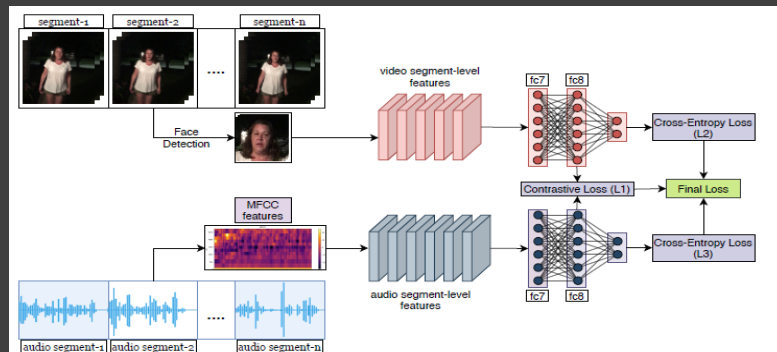 segment-1
segment-2
segment-n
....
Face
Detection
video segment-level
features
fc7
fc8
Cross-Entropy Loss
(L2)
Contrastive Loss (L1)
Final Loss
MFCC
features
audio segment-level
features
fc7
fc8
Cross-Entropy Loss
(L3)
....
audio segment-1
audio segment-2
audio segment-n